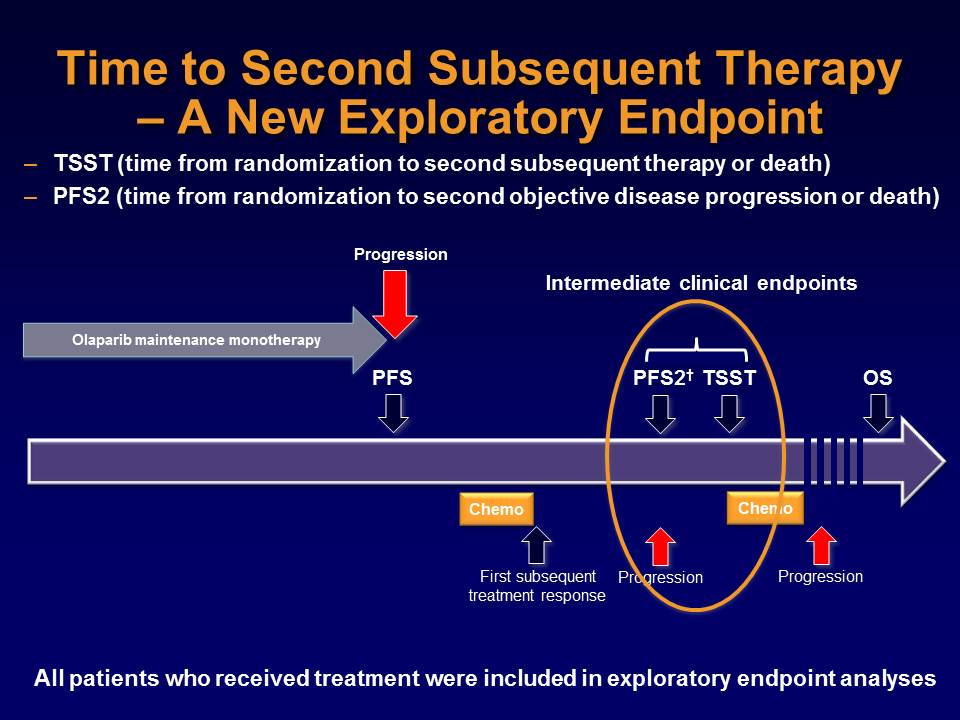 Time to Second Subsequent Therapy
– A New Exploratory Endpoint
– TSST (time from randomization to second subsequent therapy or death)
– PFS2 (time from randomization to second objective disease progression or death)
Progression
Intermediate clinical endpoints
Olaparib maintenance monotherapy
PFS
PFS2† TSST
OS
Chemo
Chemo
First subsequent
treatment response
Progression
Progression
All patients who received treatment were included in exploratory endpoint analyses